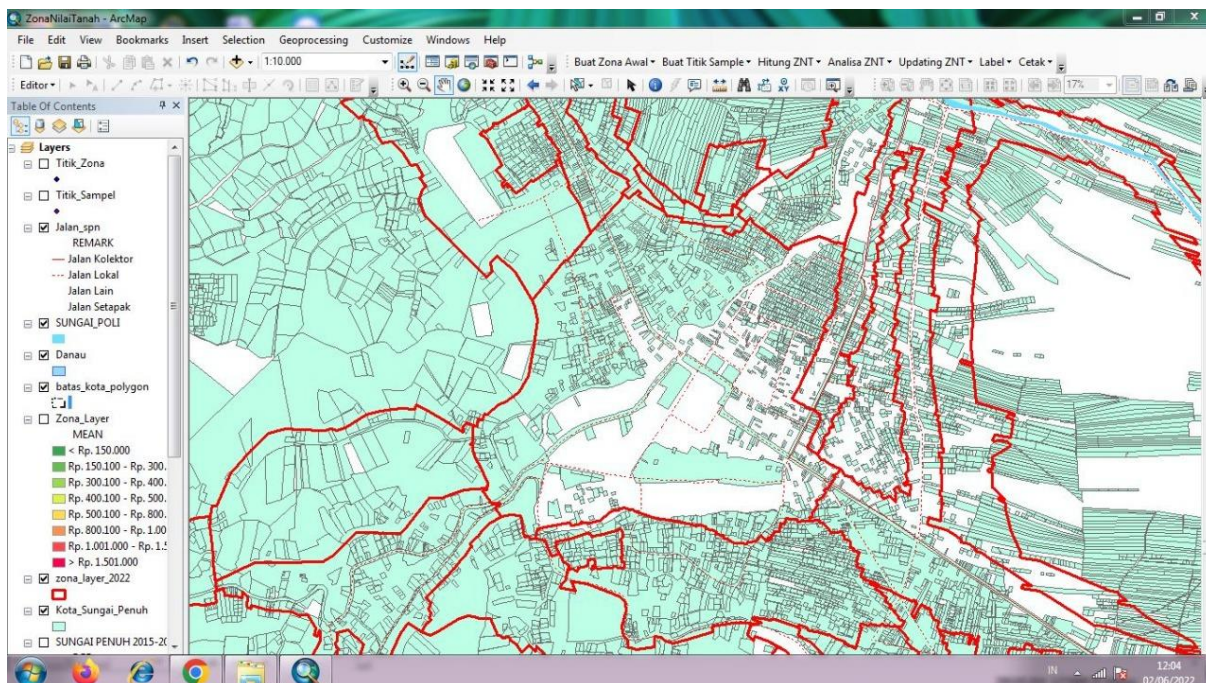 ZonaNilaiTanah - ArcMap
File Edit View Bookmarks Insert Selection Geoprocessing Customize Windows Help
1:10.000 Buat Zona Awal Buat Titik Sample Hitung ZNT Analisa ZNT Updating ZNT Label Cetak
Editor 17%
Table Of Contents
Layers
Titik_Zona
Titik_Sampel
Jalan_spn
REMARK
Jalan Kolektor
Jalan Lokal
Jalan Lain
Jalan Setapak
SUNGAI_POLI
Danau
batas_kota_polygon
Zona_Layer
MEAN
< Rp. 150.000
Rp. 150.100 - Rp. 300.
Rp. 300.100 - Rp. 400.
Rp. 400.100 - Rp. 500.
Rp. 500.100 - Rp. 800.
Rp. 800.100 - Rp. 1.00
Rp. 1.001.000 - Rp. 1.5
> Rp. 1.501.000
zona_layer_2022
Kota_Sungai_Penuh
SUNGAI PENUH 2015-20
IN 12:04
02/06/2022